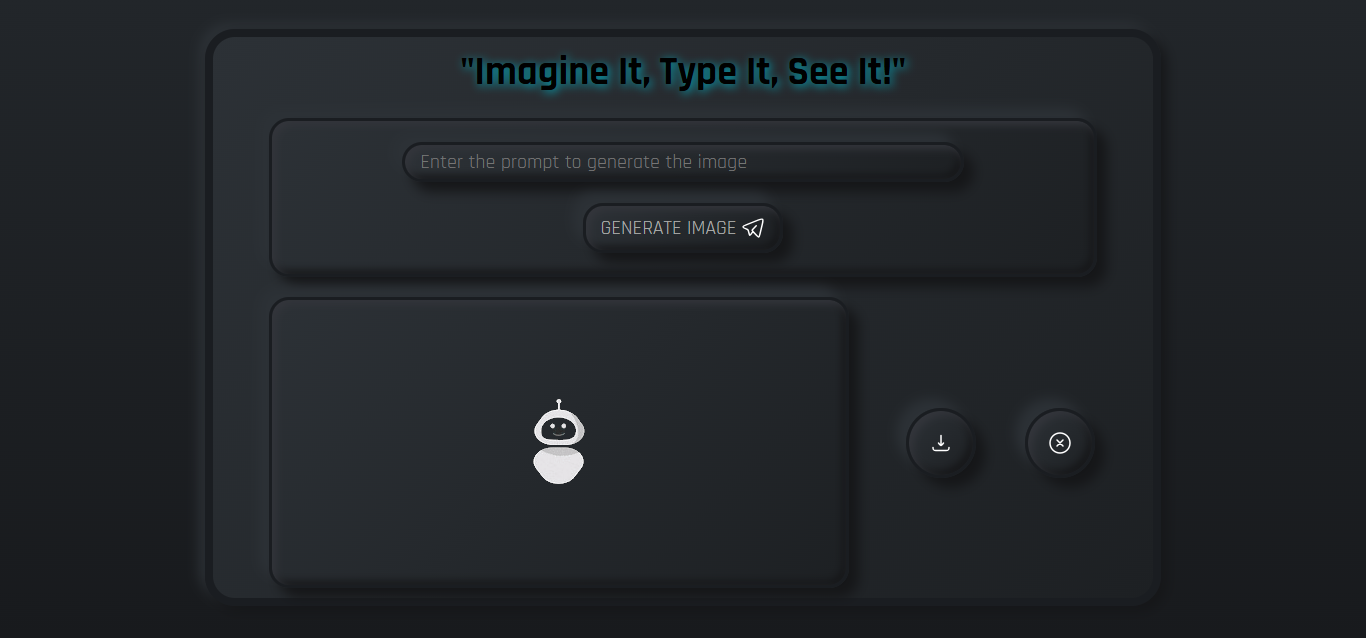 "Imagine It, Type It, See It!"
Enter the prompt to generate the image
GENERATE IMAGE